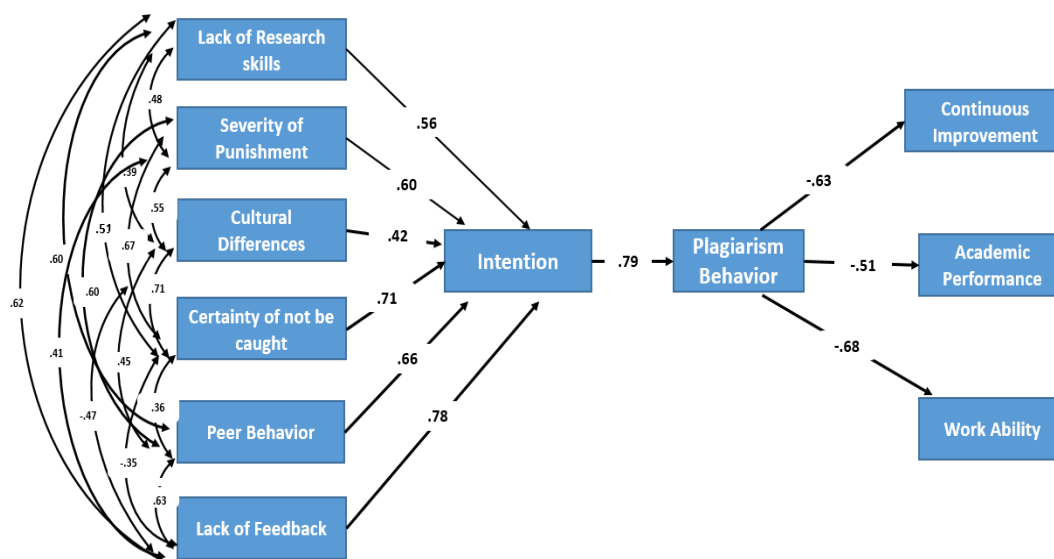 Lack of Research
skills
Severity of
Punishment
Cultural
Differences
Certainty of not be
caught
Peer Behavior
Lack of Feedback
.48
.39
.55
.51
.67
.60
.71
.60
.62
.41
.45
.36
-.47
-.35
-
.63
.56
.60
.42
.71
.66
.78
Intention
.79
Plagiarism
Behavior
-.63
-.51
-.68
Continuous
Improvement
Academic
Performance
Work Ability